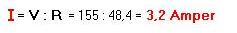 I = V : R = 155 : 48,4 = 3,2 Amper